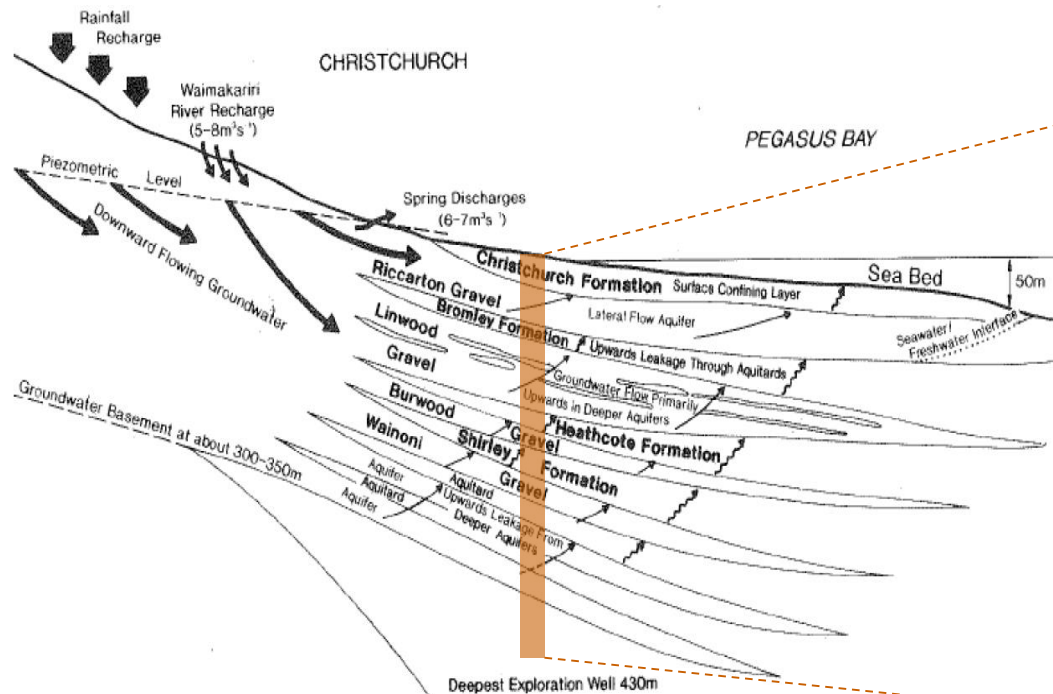 Rainfall
Recharge
CHRISTCHURCH
Waimakariri
River Recharge
(5-8m³s⁻¹)
PEGASUS BAY
Piezometric Level
Spring Discharges
(6-7m³s⁻¹)
Downward Flowing Groundwater
Christchurch Formation
Surface Confining Layer
Sea Bed
50m
Riccarton Gravel
Lateral Flow Aquifer
Seawater/
Freshwater Interface
Bromley Formation
Upwards Leakage Through Aquitards
Linwood
Gravel
Groundwater Flow Primarily
Upwards in Deeper Aquifers
Burwood
Gravel
Heathcote Formation
Wainoni
Gravel
Shirley Formation
Groundwater Basement at about 300-350m
Aquifer
Aquitard
Aquifer
Aquitard
Upwards Leakage From
Deeper Aquifers
Deepest Exploration Well 430m